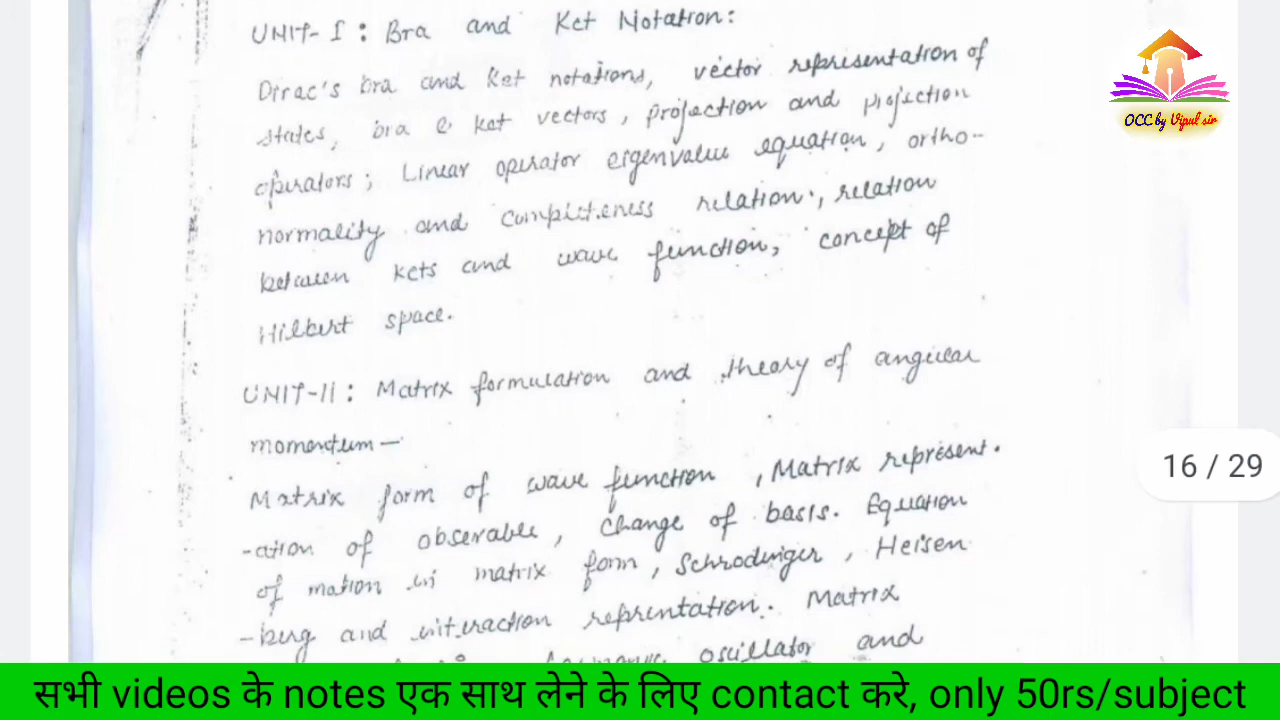 UNIT-I : Bra and Ket Notation:
Dirac's bra and ket notations, vector representation of
states, bra & ket vectors, projection and projection
operators; Linear operator eigenvalue equation, ortho-
normality and completeness relation:, relation
between kets and wave function, concept of
Hilbert space.
UNIT-II: Matrix formulation and theory of angular
momentum —
Matrix form of wave function, Matrix represent.
-ation of observable, change of basis. Equation
of motion in matrix form, Schrodinger, Heisen
-berg and interaction reprentation. Matrix
harmonic oscillator and
OCC by Vipul sir
16 / 29
सभी videos के notes एक साथ लेने के लिए contact करे, only 50rs/subject